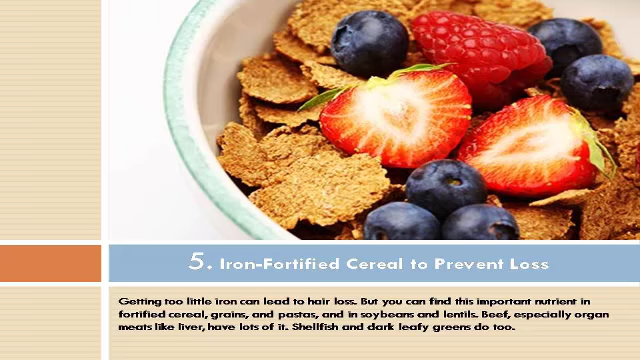 5. Iron-Fortified Cereal to Prevent Loss
Getting too little iron can lead to hair loss. But you can find this important nutrient in
fortified cereal, grains, and pastas, and in soybeans and lentils. Beef, especially organ
meats like liver, have lots of it. Shellfish and dark leafy greens do too.